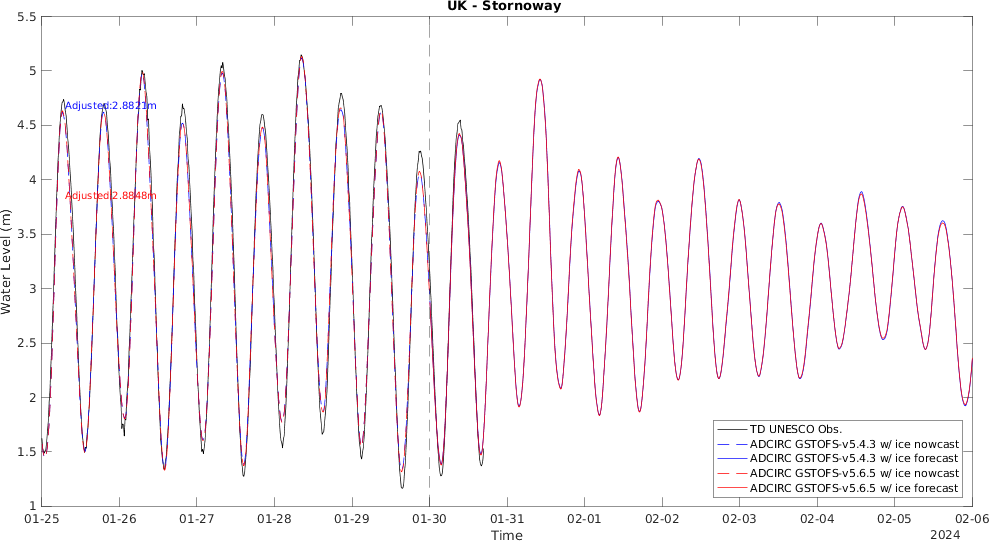 UK - Stornoway
5.5
5
4.5
4
3.5
3
2.5
2
1.5
1
Water Level (m)
Adjusted:2.8821m
Adjusted:2.8848m
TD UNESCO Obs.
ADCIRC GSTOFS-v5.4.3 w/ ice nowcast
ADCIRC GSTOFS-v5.4.3 w/ ice forecast
ADCIRC GSTOFS-v5.6.5 w/ ice nowcast
ADCIRC GSTOFS-v5.6.5 w/ ice forecast
01-25 01-26 01-27 01-28 01-29 01-30 01-31 02-01 02-02 02-03 02-04 02-05 02-06
Time
2024